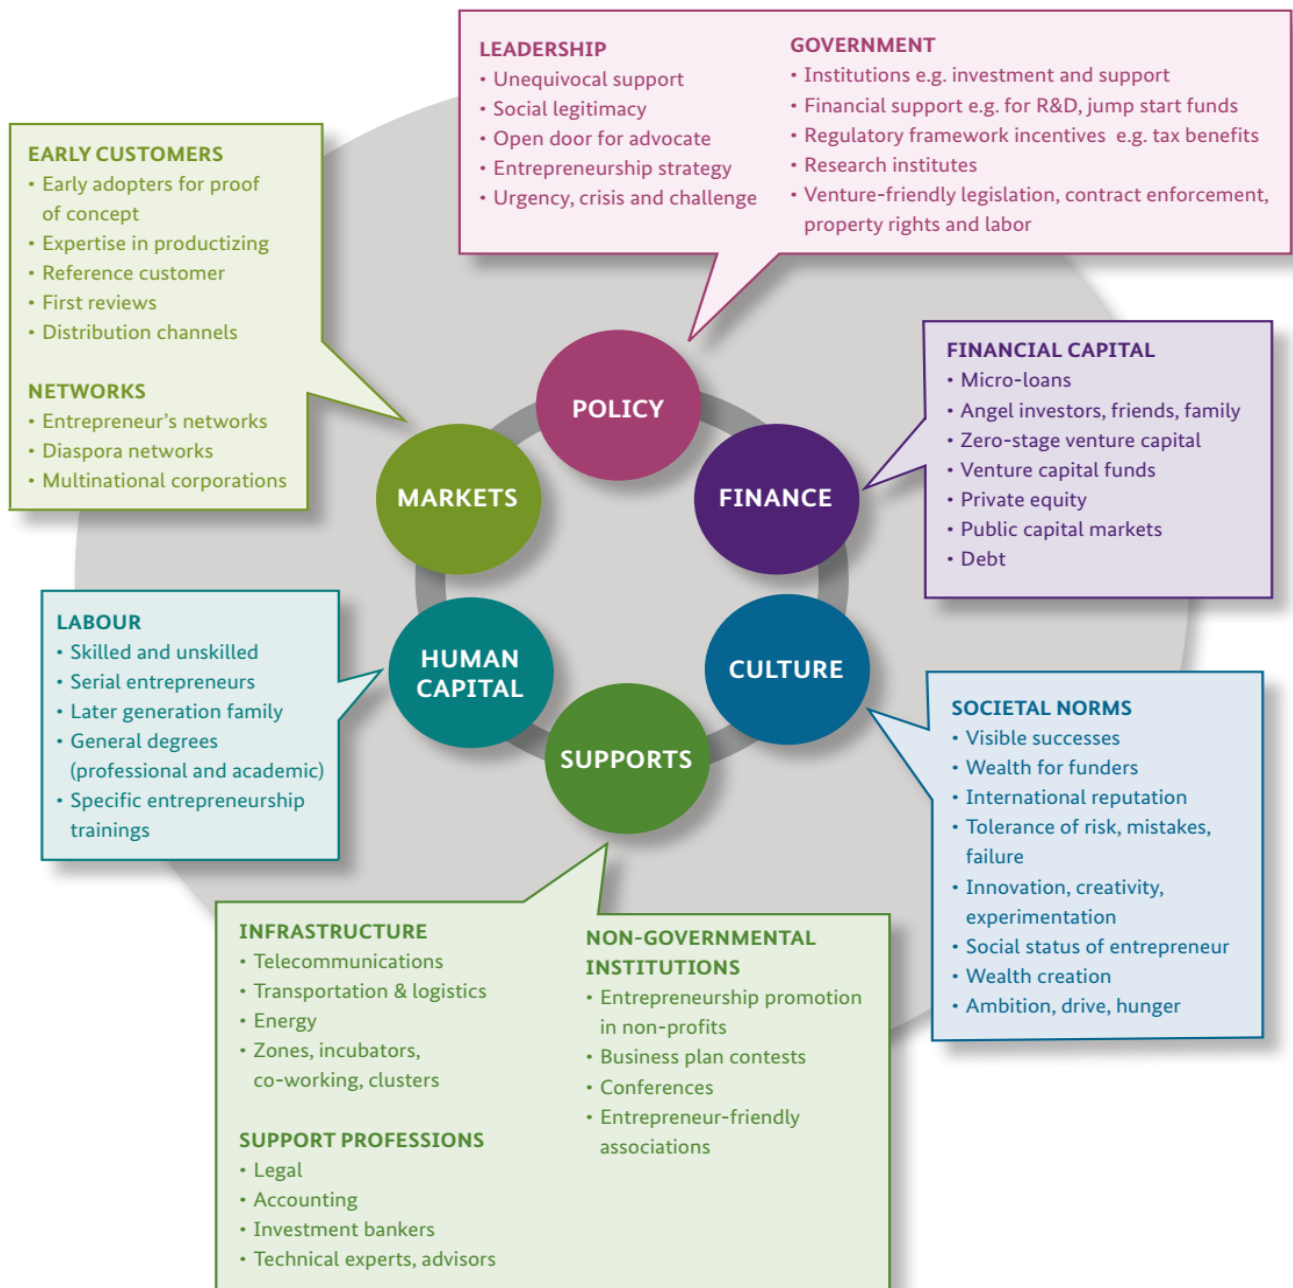 LEADERSHIP
• Unequivocal support
• Social legitimacy
• Open door for advocate
• Entrepreneurship strategy
• Urgency, crisis and challenge
GOVERNMENT
• Institutions e.g. investment and support
• Financial support e.g. for R&D, jump start funds
• Regulatory framework incentives e.g. tax benefits
• Research institutes
• Venture-friendly legislation, contract enforcement,
property rights and labor
EARLY CUSTOMERS
• Early adopters for proof
of concept
• Expertise in productizing
• Reference customer
• First reviews
• Distribution channels
NETWORKS
• Entrepreneur's networks
• Diaspora networks
• Multinational corporations
FINANCIAL CAPITAL
• Micro-loans
• Angel investors, friends, family
• Zero-stage venture capital
• Venture capital funds
• Private equity
• Public capital markets
• Debt
POLICY
MARKETS
FINANCE
HUMAN
CAPITAL
CULTURE
SUPPORTS
LABOUR
• Skilled and unskilled
• Serial entrepreneurs
• Later generation family
• General degrees
(professional and academic)
• Specific entrepreneurship
trainings
SOCIETAL NORMS
• Visible successes
• Wealth for funders
• International reputation
• Tolerance of risk, mistakes,
failure
• Innovation, creativity,
experimentation
• Social status of entrepreneur
• Wealth creation
• Ambition, drive, hunger
INFRASTRUCTURE
• Telecommunications
• Transportation & logistics
• Energy
• Zones, incubators,
co-working, clusters
SUPPORT PROFESSIONS
• Legal
• Accounting
• Investment bankers
• Technical experts, advisors
NON-GOVERNMENTAL
INSTITUTIONS
• Entrepreneurship promotion
in non-profits
• Business plan contests
• Conferences
• Entrepreneur-friendly
associations